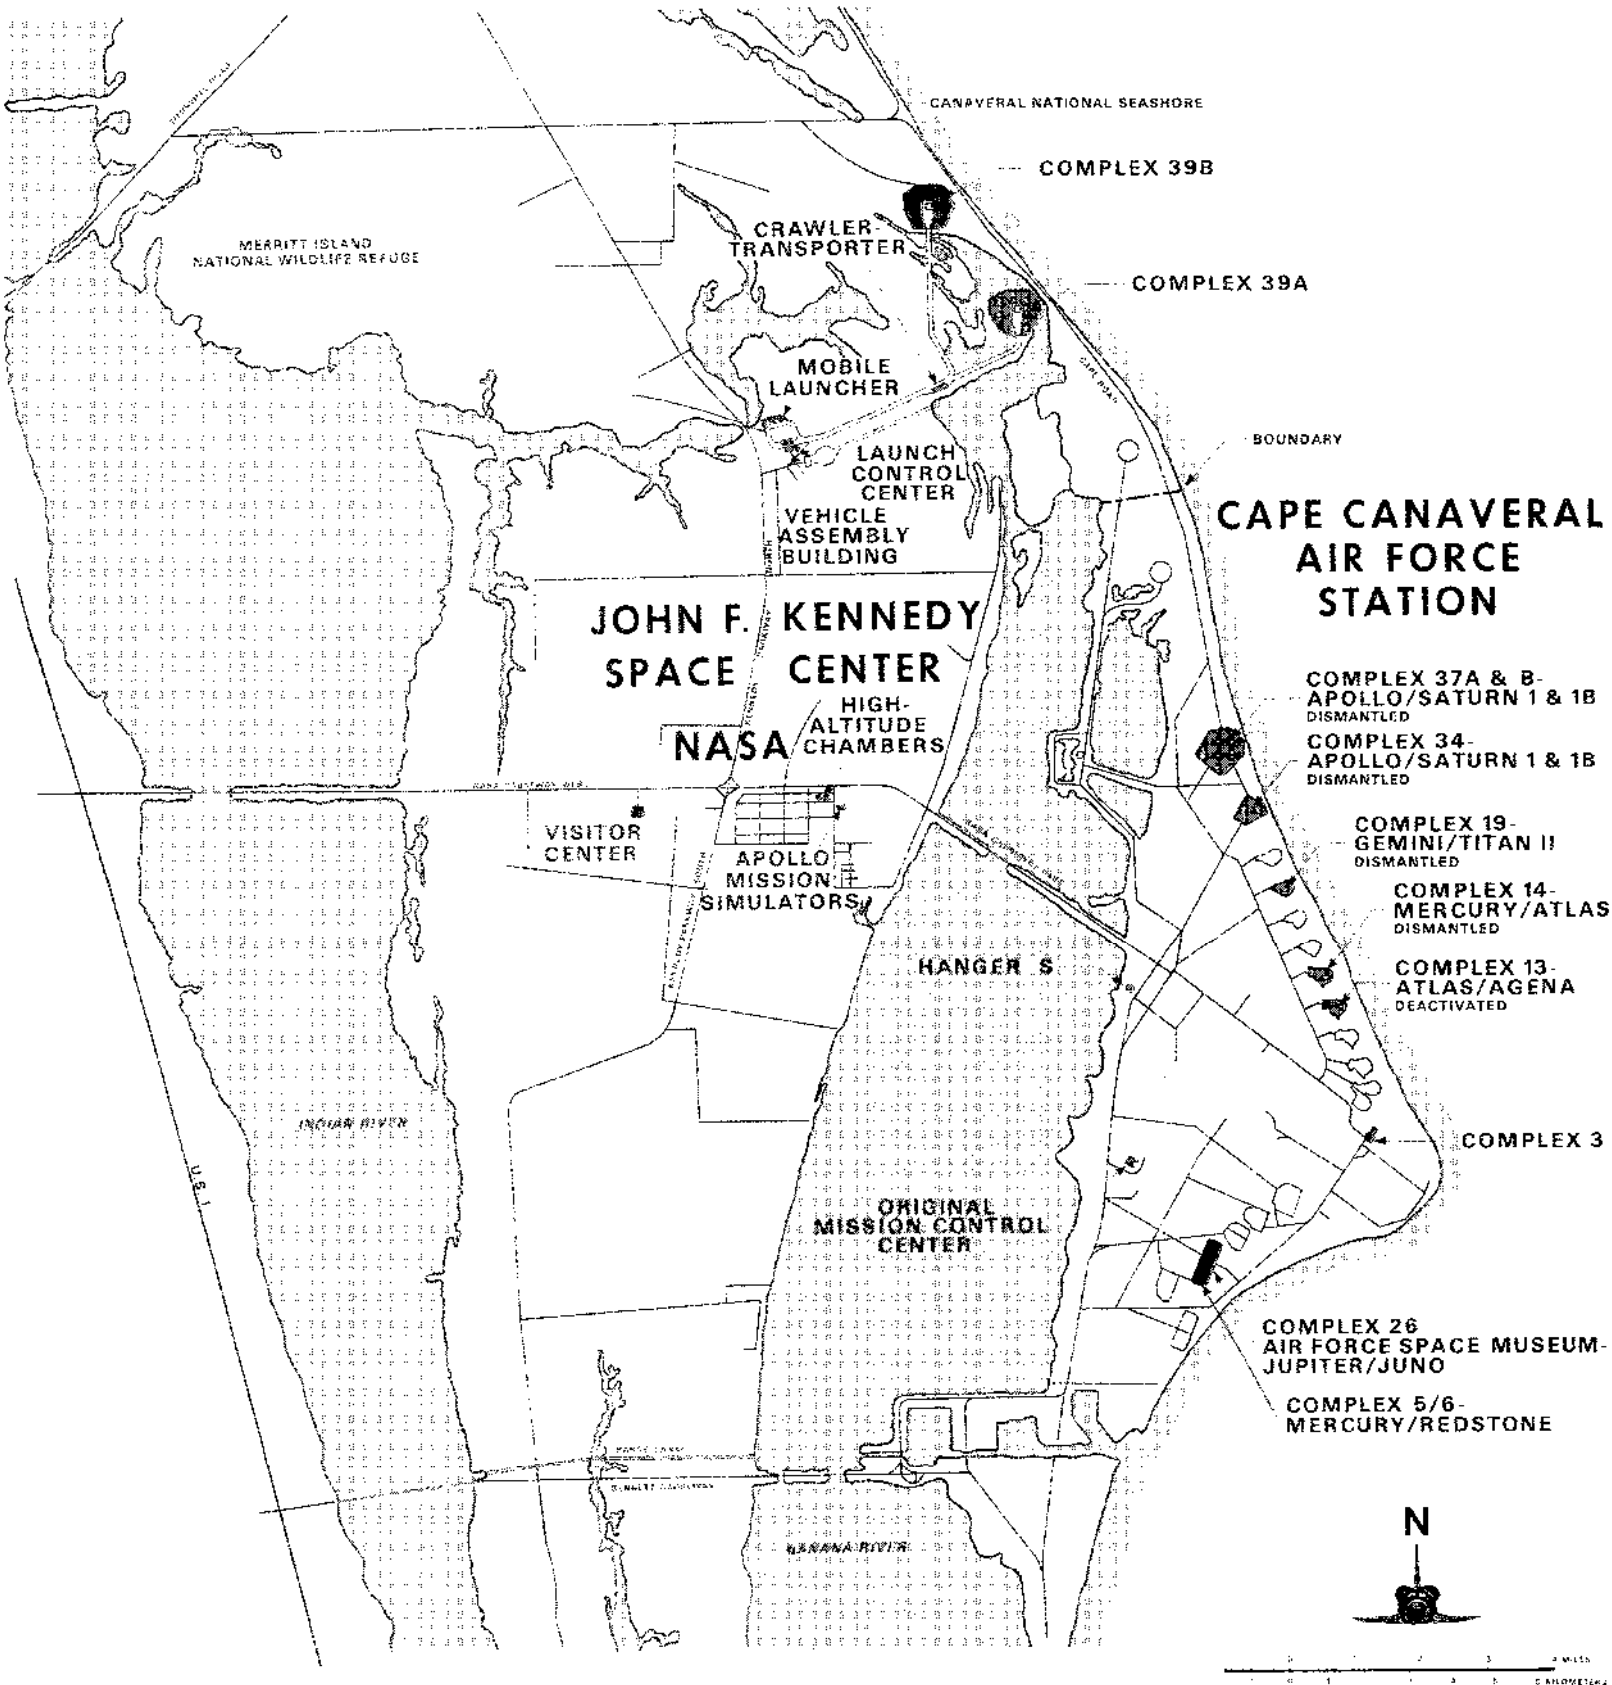 CANAVERAL NATIONAL SEASHORE
COMPLEX 39B
MERRITT ISLAND
NATIONAL WILDLIFE REFUGE
CRAWLER-
TRANSPORTER
COMPLEX 39A
MOBILE
LAUNCHER
CAPE ROAD
BOUNDARY
LAUNCH
CONTROL
CENTER
CAPE CANAVERAL
AIR FORCE
STATION
VEHICLE
ASSEMBLY
BUILDING
JOHN F. KENNEDY
SPACE CENTER
NASA
HIGH-
ALTITUDE
CHAMBERS
COMPLEX 37A & B-
APOLLO/SATURN 1 & 1B
DISMANTLED
COMPLEX 34-
APOLLO/SATURN 1 & 1B
DISMANTLED
VISITOR
CENTER
APOLLO
MISSION
SIMULATORS
COMPLEX 19-
GEMINI/TITAN II
DISMANTLED
COMPLEX 14-
MERCURY/ATLAS
DISMANTLED
HANGER S
COMPLEX 13-
ATLAS/AGENA
DEACTIVATED
INDIAN RIVER
U.S. 1
COMPLEX 3
ORIGINAL
MISSION CONTROL
CENTER
COMPLEX 26
AIR FORCE SPACE MUSEUM-
JUPITER/JUNO
COMPLEX 5/6-
MERCURY/REDSTONE
BANANA RIVER
N